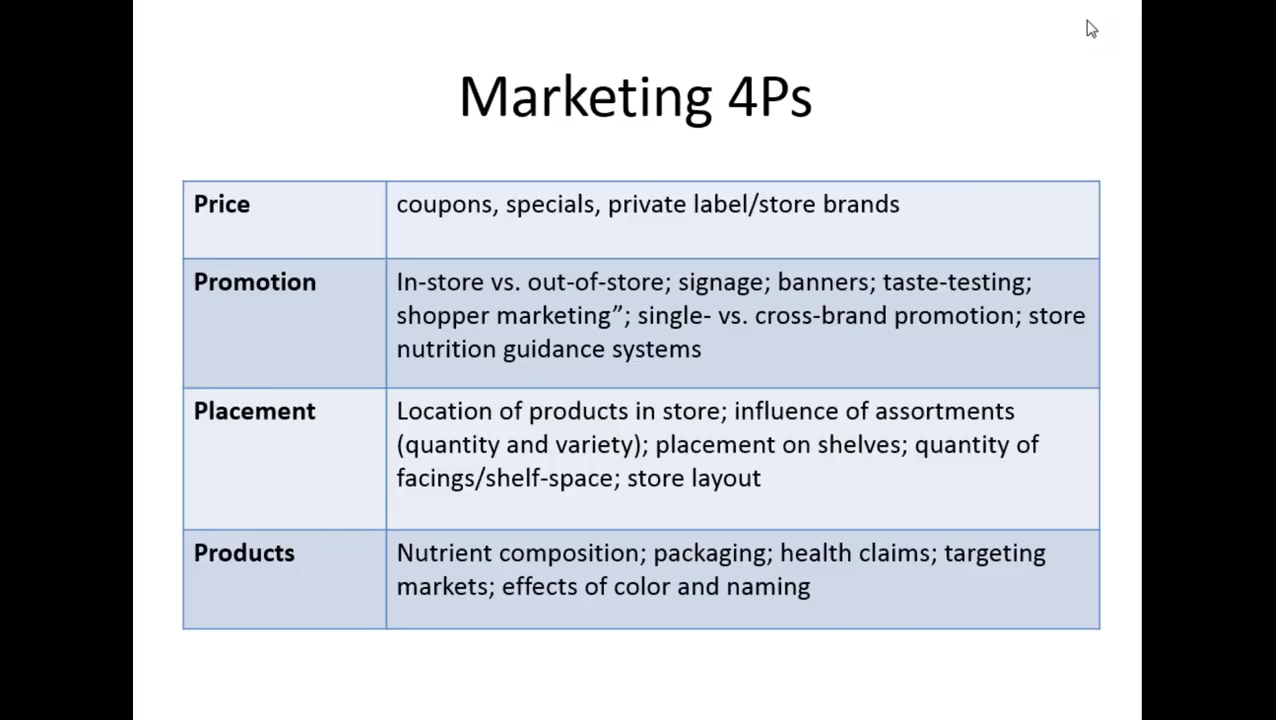 Marketing 4Ps
Price
coupons, specials, private label/store brands
Promotion
In-store vs. out-of-store; signage; banners; taste-testing;
shopper marketing”; single- vs. cross-brand promotion; store
nutrition guidance systems
Placement
Location of products in store; influence of assortments
(quantity and variety); placement on shelves; quantity of
facings/shelf-space; store layout
Products
Nutrient composition; packaging; health claims; targeting
markets; effects of color and naming